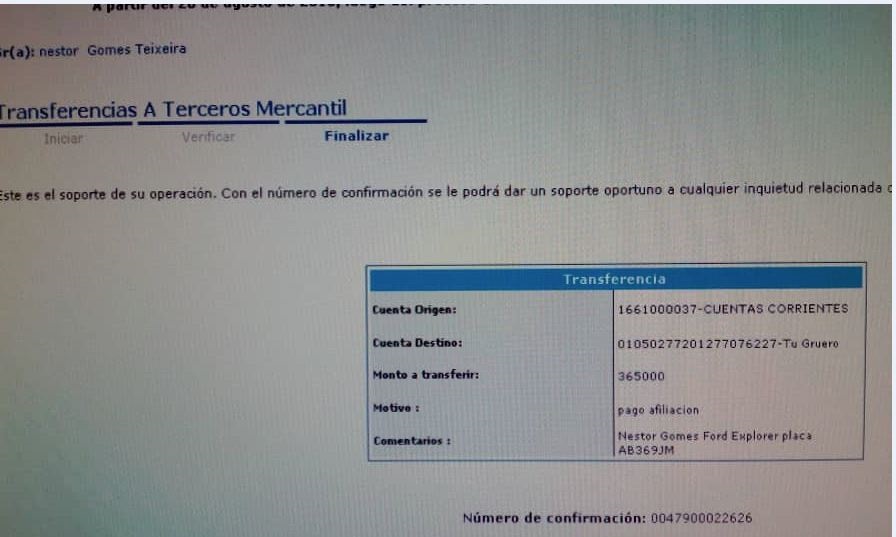 A partir del 20 de agosto de
Sr(a): nestor Gomes Teixeira
Transferencias A Terceros Mercantil
Iniciar Verificar Finalizar
Este es el soporte de su operación. Con el número de confirmación se le podrá dar un soporte oportuno a cualquier inquietud relacionada
Transferencia
Cuenta Origen: 1661000037-CUENTAS CORRIENTES
Cuenta Destino: 01050277201277076227-Tu Gruero
Monto a transferir: 365000
Motivo : pago afiliacion
Comentarios : Nestor Gomes Ford Explorer placa
AB369JM
Número de confirmación: 0047900022626